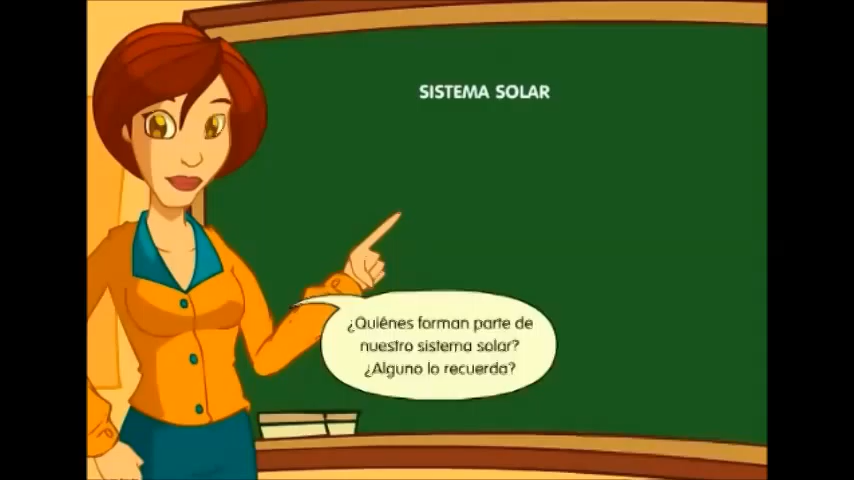 SISTEMA SOLAR
¿Quiénes forman parte de
nuestro sistema solar?
¿Alguno lo recuerda?